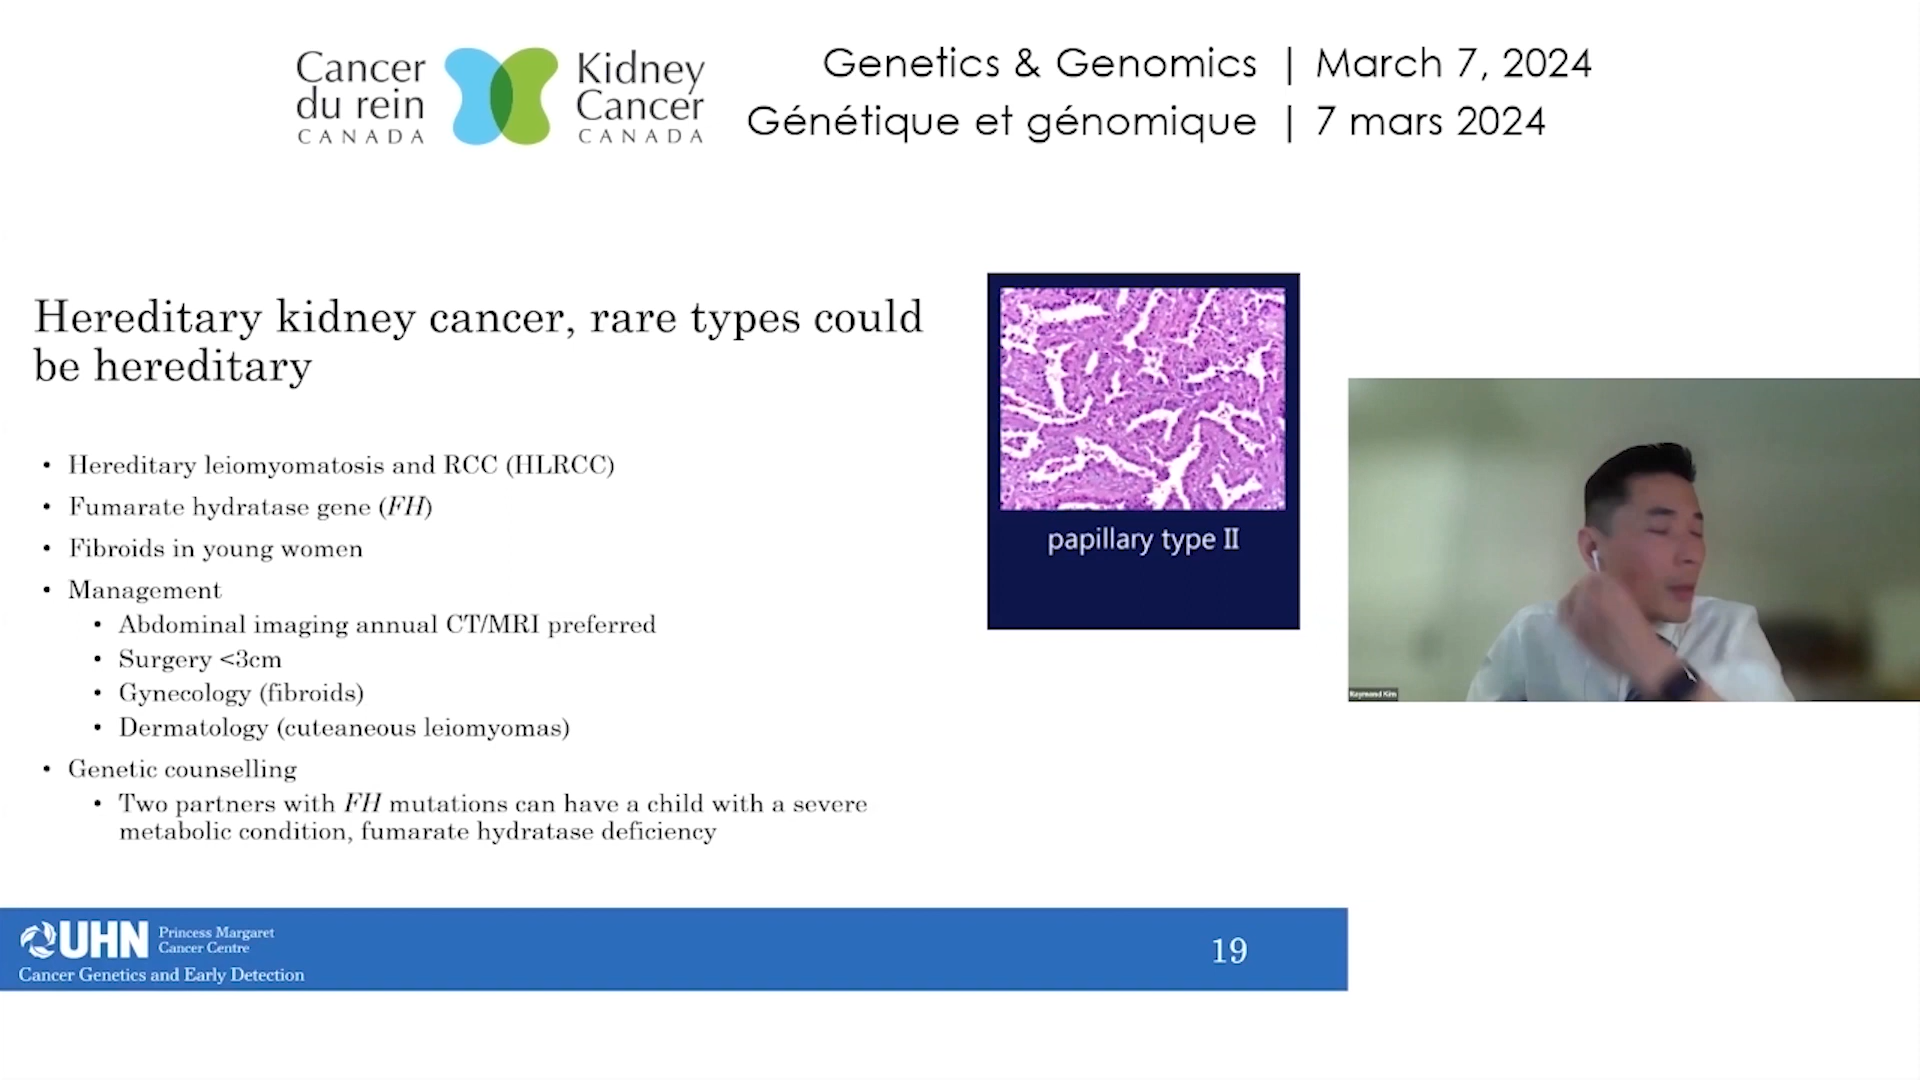 Cancer du rein CANADA
Kidney Cancer CANADA
Genetics & Genomics | March 7, 2024
Génétique et génomique | 7 mars 2024
Hereditary kidney cancer, rare types could
be hereditary
• Hereditary leiomyomatosis and RCC (HLRCC)
• Fumarate hydratase gene (FH)
• Fibroids in young women
• Management
• Abdominal imaging annual CT/MRI preferred
• Surgery <3cm
• Gynecology (fibroids)
• Dermatology (cuteaneous leiomyomas)
• Genetic counselling
• Two partners with FH mutations can have a child with a severe
metabolic condition, fumarate hydratase deficiency
papillary type II
Raymond Kim
UHN Princess Margaret
Cancer Centre
Cancer Genetics and Early Detection
19